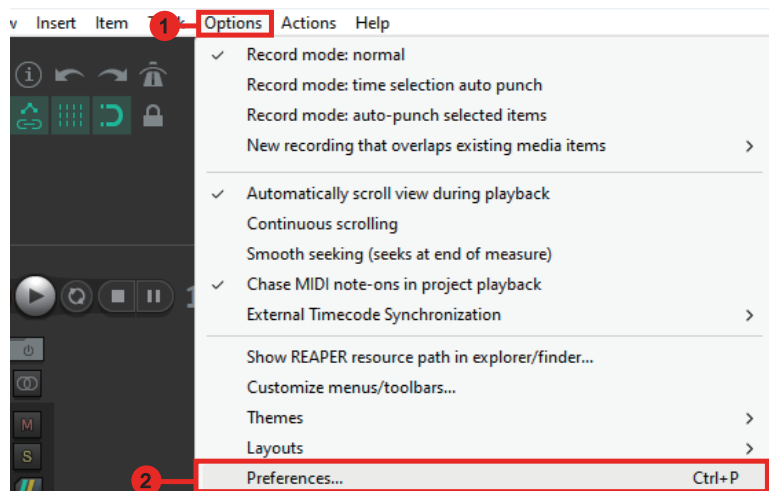 Insert Item Options Actions Help
1
Record mode: normal
Record mode: time selection auto punch
Record mode: auto-punch selected items
New recording that overlaps existing media items
Automatically scroll view during playback
Continuous scrolling
Smooth seeking (seeks at end of measure)
Chase MIDI note-ons in project playback
External Timecode Synchronization
Show REAPER resource path in explorer/finder...
Customize menus/toolbars...
Themes
M
Layouts
S
2
Preferences... Ctrl+P